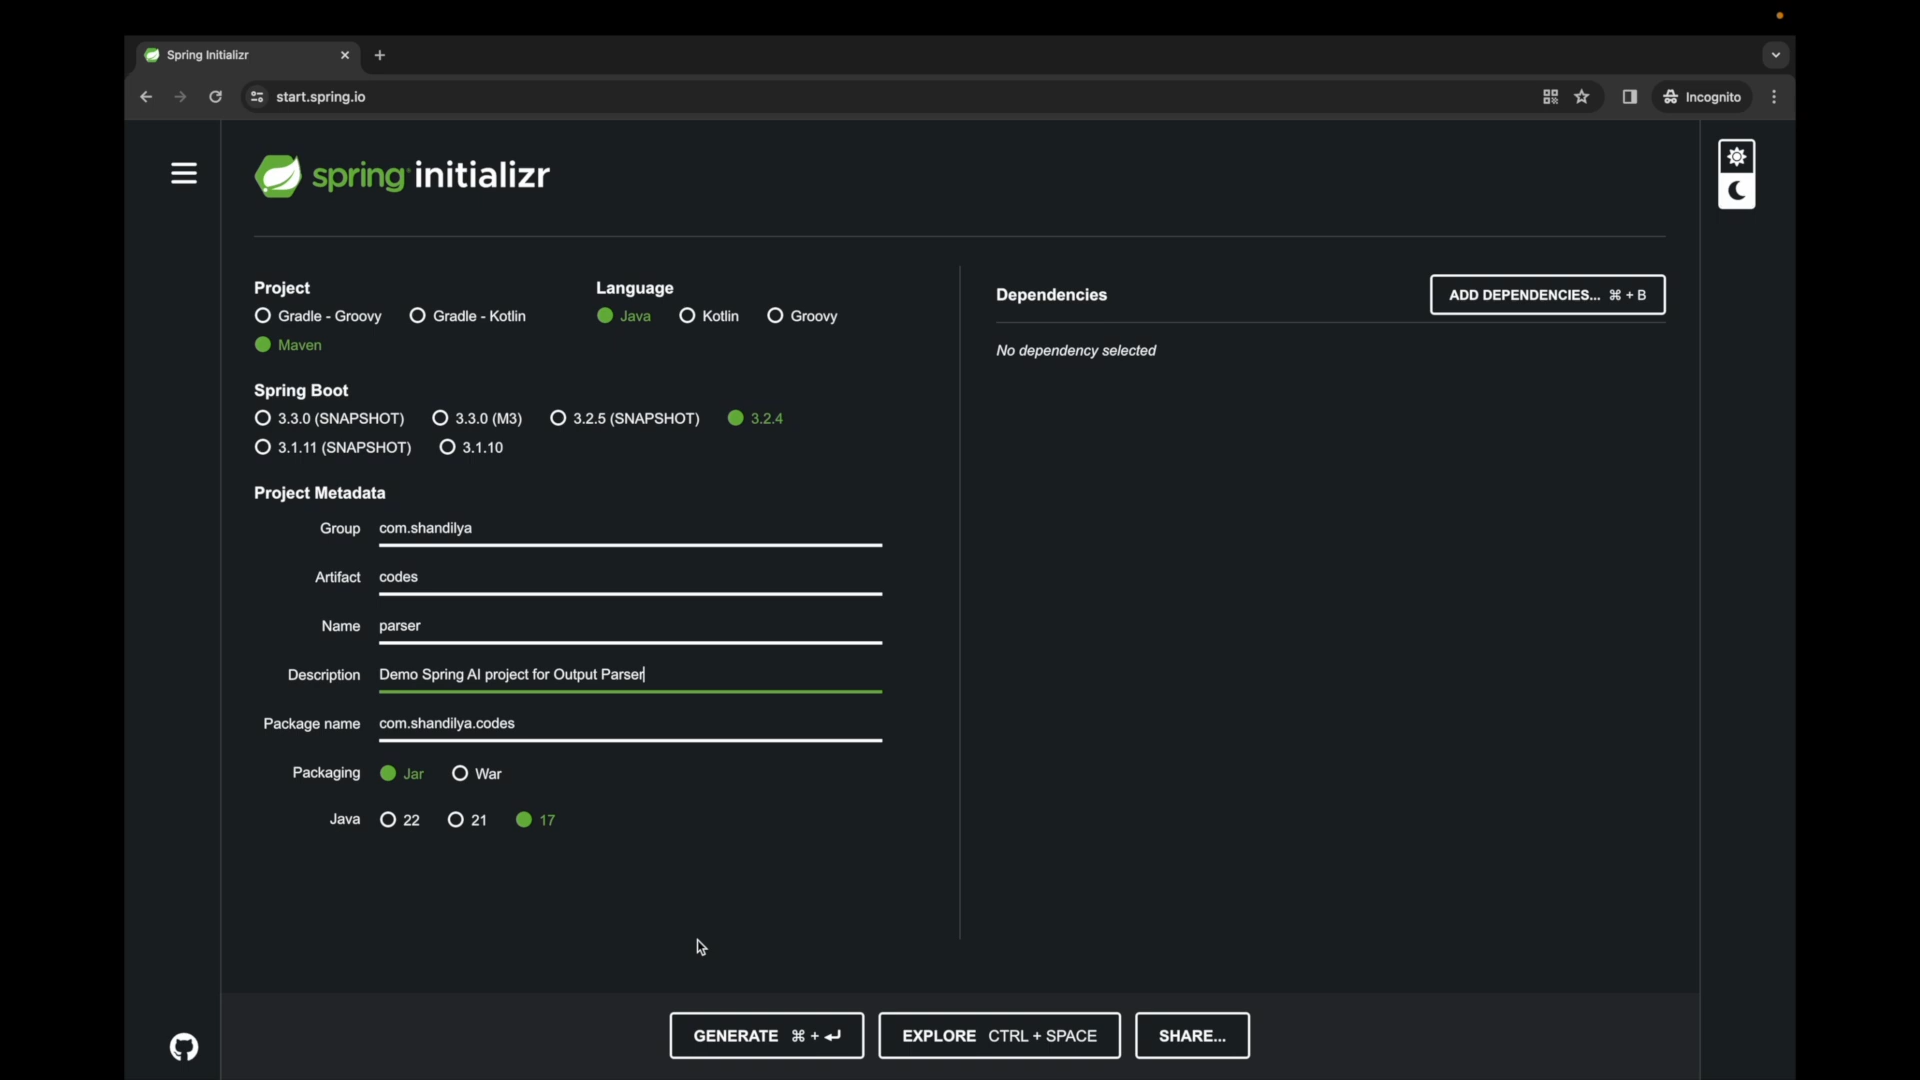 Spring Initializr
start.spring.io
Incognito
spring initializr
Project
Gradle - Groovy Gradle - Kotlin
Maven
Language
Java Kotlin Groovy
Spring Boot
3.3.0 (SNAPSHOT) 3.3.0 (M3) 3.2.5 (SNAPSHOT) 3.2.4
3.1.11 (SNAPSHOT) 3.1.10
Project Metadata
Group com.shandilya
Artifact codes
Name parser
Description Demo Spring AI project for Output Parser
Package name com.shandilya.codes
Packaging Jar War
Java 22 21 17
Dependencies
ADD DEPENDENCIES... ⌘ + B
No dependency selected
GENERATE ⌘ + ↵
EXPLORE CTRL + SPACE
SHARE...